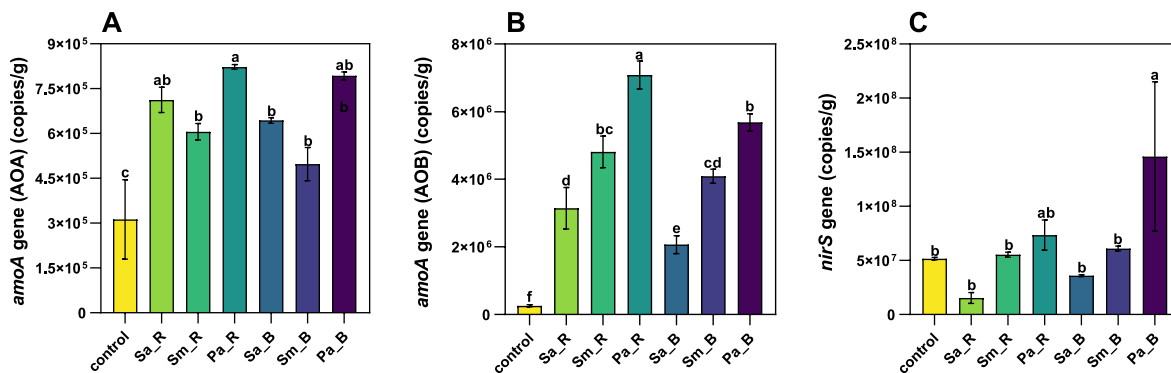 A
amoA gene (AOA) (copies/g)
9×10⁵
7.5×10⁵
6×10⁵
4.5×10⁵
3×10⁵
1.5×10⁵
0
c
ab
b
a
b
b
ab
b
control
Sa_R
Sm_R
Pa_R
Sa_B
Sm_B
Pa_B
B
amoA gene (AOB) (copies/g)
8×10⁶
6×10⁶
4×10⁶
2×10⁶
0
f
d
bc
a
e
cd
b
control
Sa_R
Sm_R
Pa_R
Sa_B
Sm_B
Pa_B
C
nirS gene (copies/g)
2.5×10⁸
2×10⁸
1.5×10⁸
1×10⁸
5×10⁷
0
b
b
b
ab
b
b
a
control
Sa_R
Sm_R
Pa_R
Sa_B
Sm_B
Pa_B